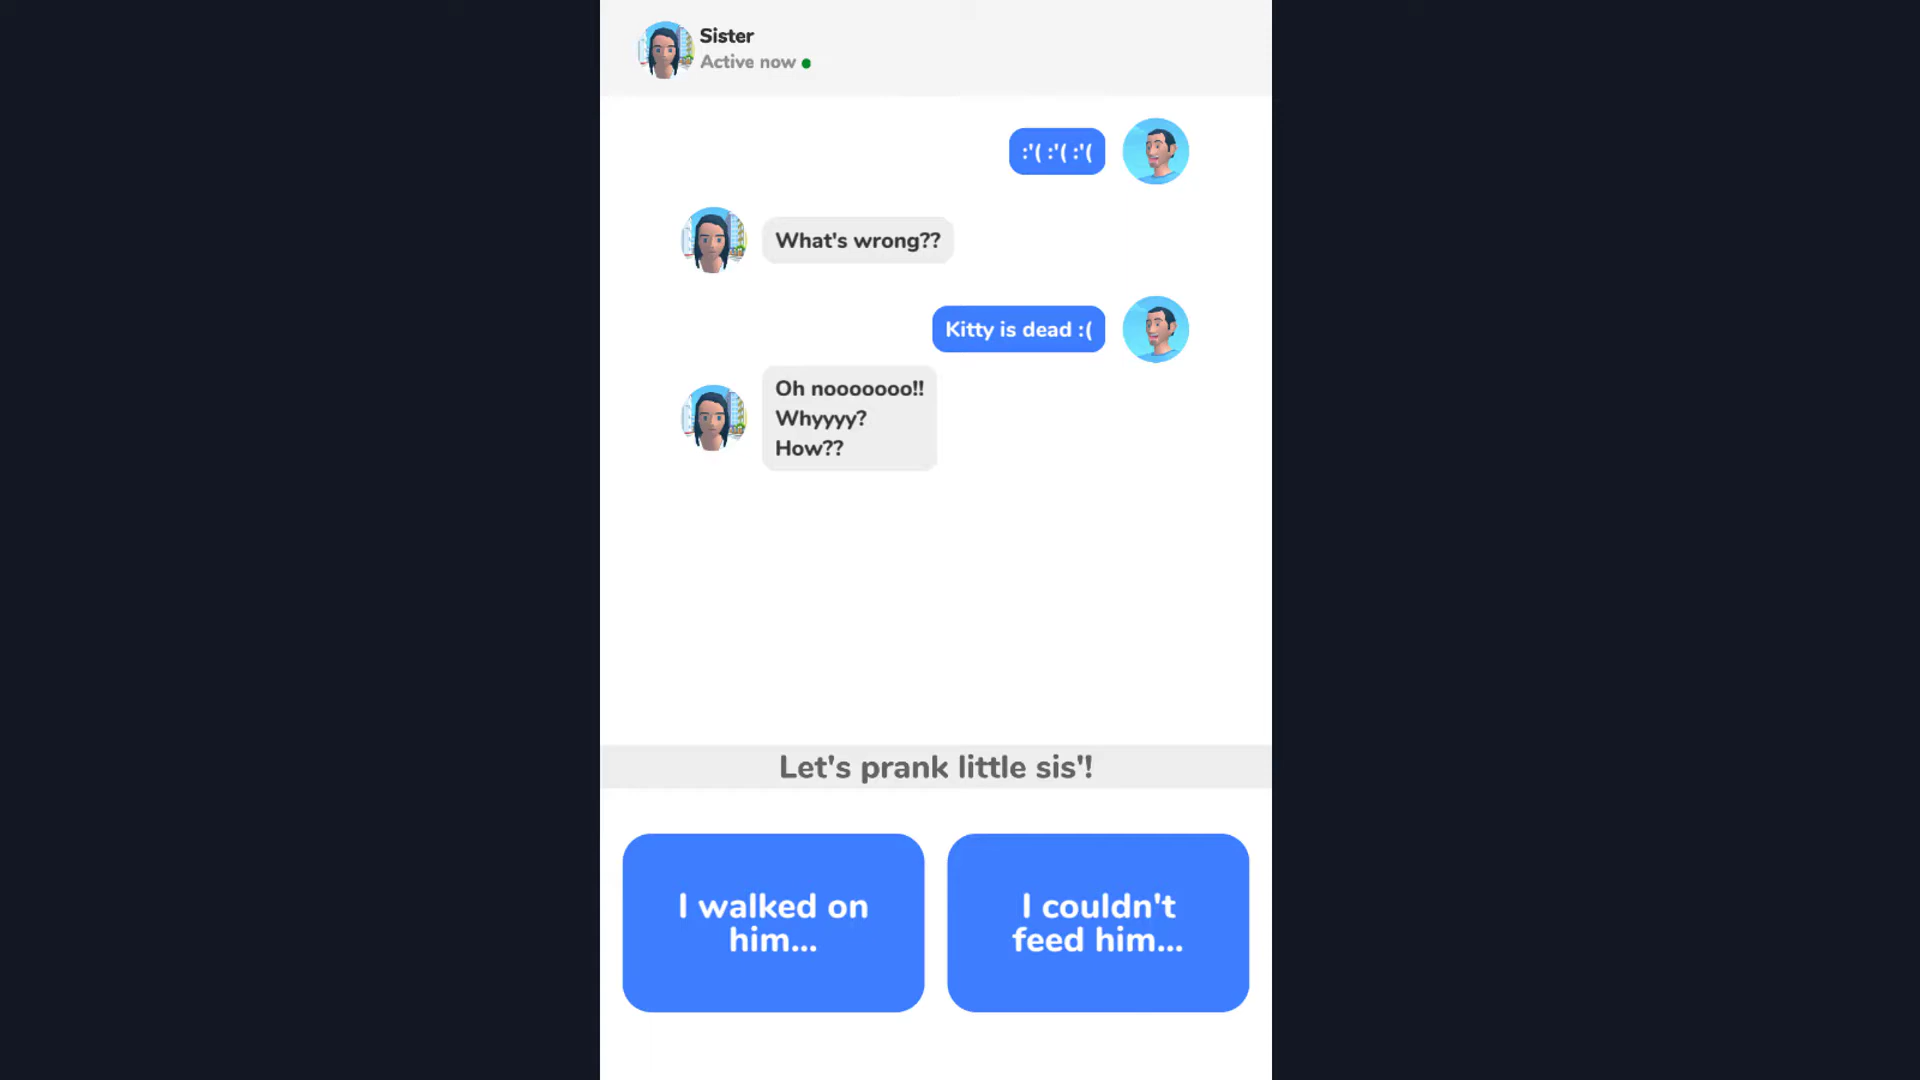 Sister
Active now
:'( :'( :'(
What's wrong??
Kitty is dead :(
Oh nooooooo!!
Whyyyy?
How??
Let's prank little sis'!
I walked on
him...
I couldn't
feed him...